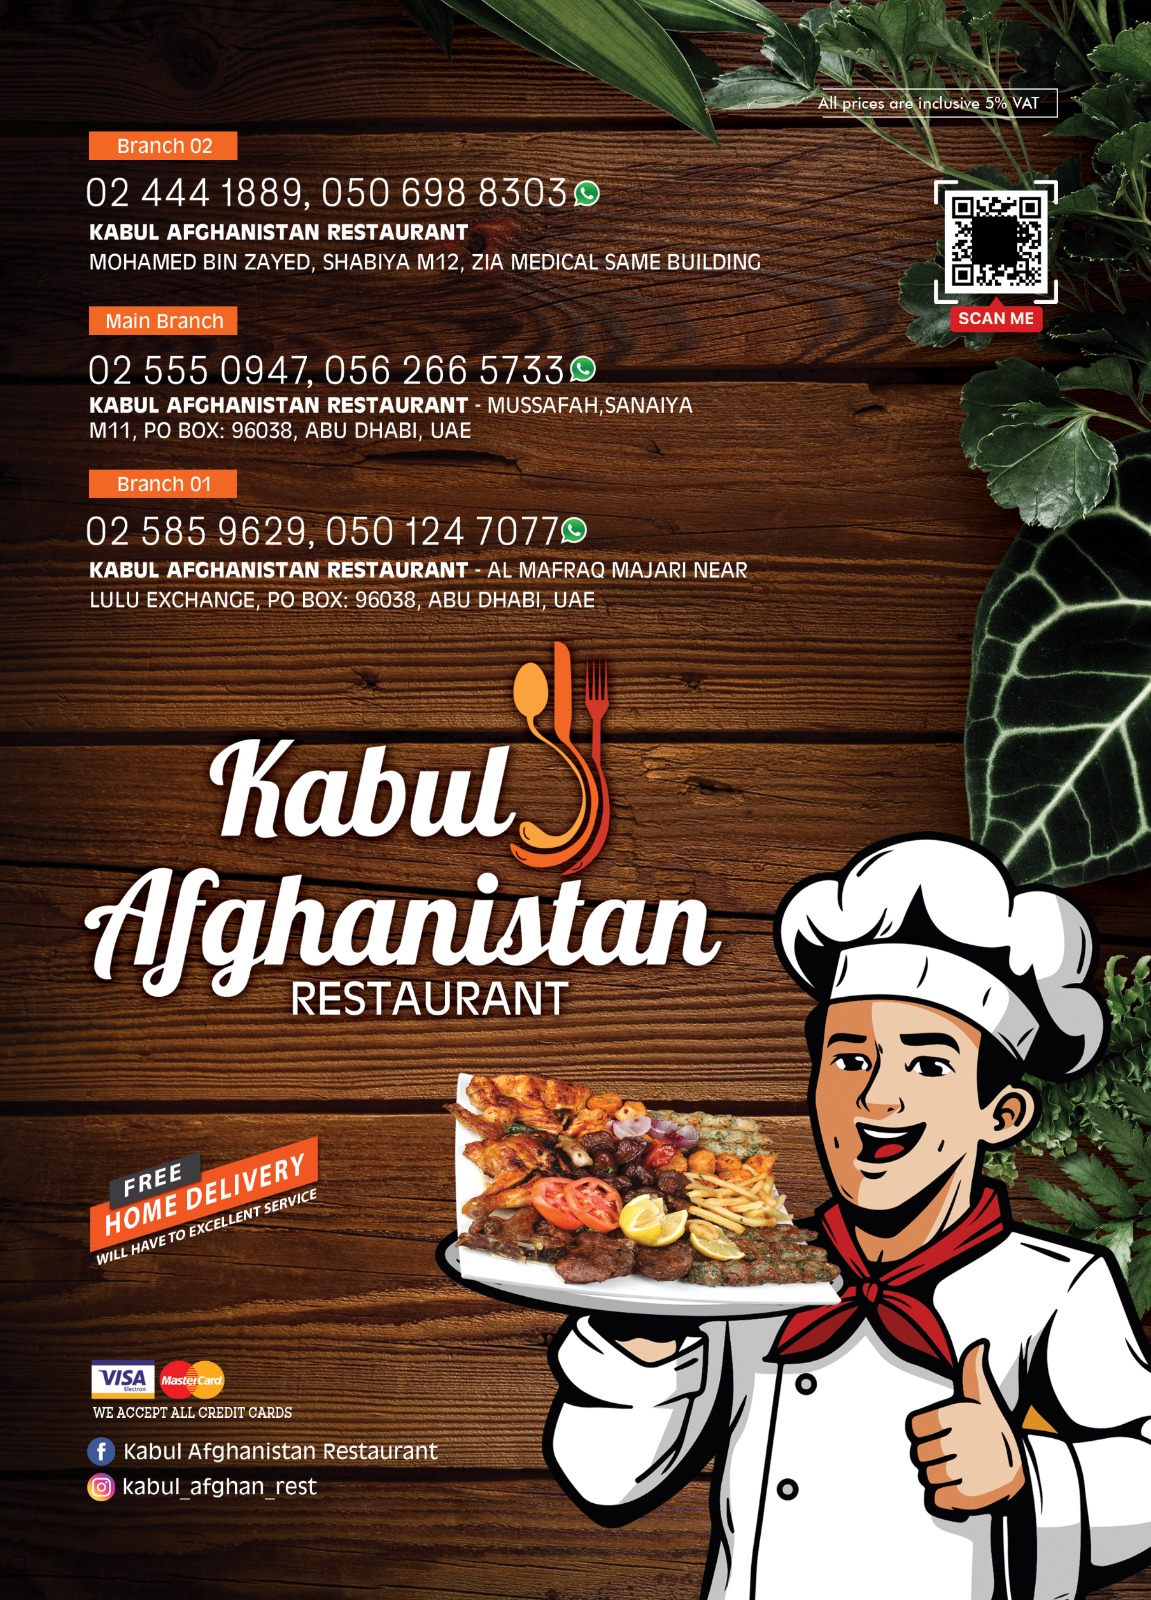 All prices are inclusive 5% VAT
Branch 02
02 444 1889, 050 698 8303
KABUL AFGHANISTAN RESTAURANT
MOHAMED BIN ZAYED, SHABIYA M12, ZIA MEDICAL SAME BUILDING
SCAN ME
Main Branch
02 555 0947, 056 266 5733
KABUL AFGHANISTAN RESTAURANT - MUSSAFAH,SANAIYA
M11, PO BOX: 96038, ABU DHABI, UAE
Branch 01
02 585 9629, 050 124 7077
KABUL AFGHANISTAN RESTAURANT - AL MAFRAQ MAJARI NEAR
LULU EXCHANGE, PO BOX: 96038, ABU DHABI, UAE
Kabul
Afghanistan
RESTAURANT
FREE
HOME DELIVERY
WILL HAVE TO EXCELLENT SERVICE
VISA
Electron
MasterCard
WE ACCEPT ALL CREDIT CARDS
f Kabul Afghanistan Restaurant
kabul_afghan_rest